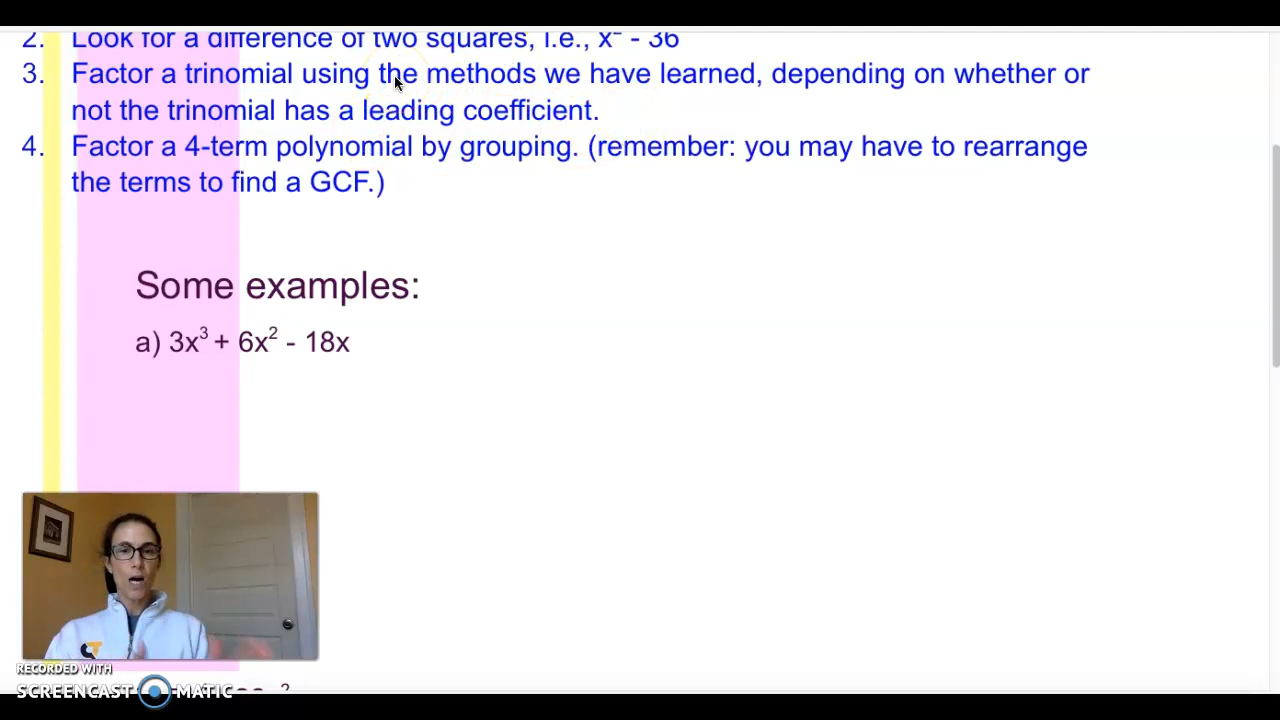 2. Look for a difference of two squares, i.e., x² - 36
3. Factor a trinomial using the methods we have learned, depending on whether or
not the trinomial has a leading coefficient.
4. Factor a 4-term polynomial by grouping. (remember: you may have to rearrange
the terms to find a GCF.)
Some examples:
a) 3x³ + 6x² - 18x
RECORDED WITH
SCREENCAST MATIC